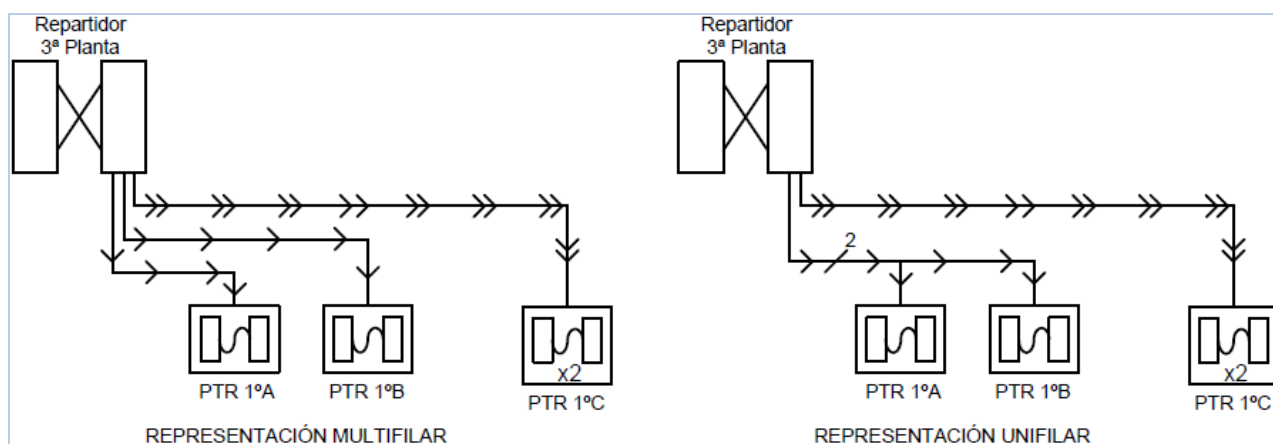 Repartidor
3ª Planta
PTR 1ºA
PTR 1ºB
x2
PTR 1ºC
REPRESENTACIÓN MULTIFILAR
Repartidor
3ª Planta
2
PTR 1ºA
PTR 1ºB
x2
PTR 1ºC
REPRESENTACIÓN UNIFILAR